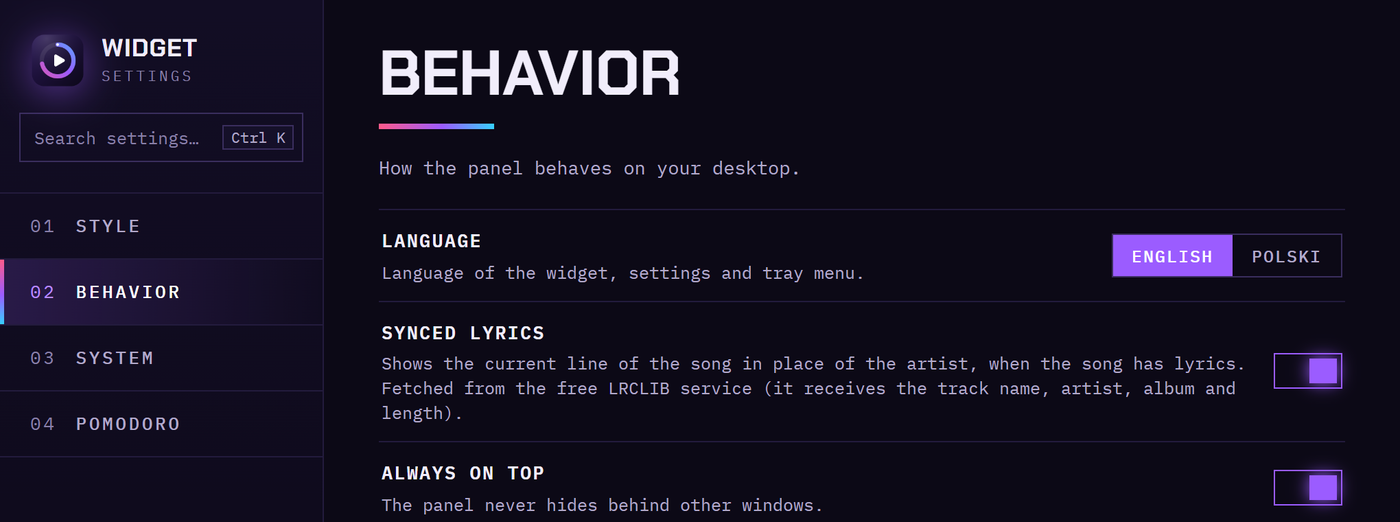 WIDGET
SETTINGS
Search settings… Ctrl K
01 STYLE
02 BEHAVIOR
03 SYSTEM
04 POMODORO
BEHAVIOR
How the panel behaves on your desktop.
LANGUAGE
Language of the widget, settings and tray menu.
ENGLISH POLSKI
SYNCED LYRICS
Shows the current line of the song in place of the artist, when the song has lyrics.
Fetched from the free LRCLIB service (it receives the track name, artist, album and
length).
ALWAYS ON TOP
The panel never hides behind other windows.